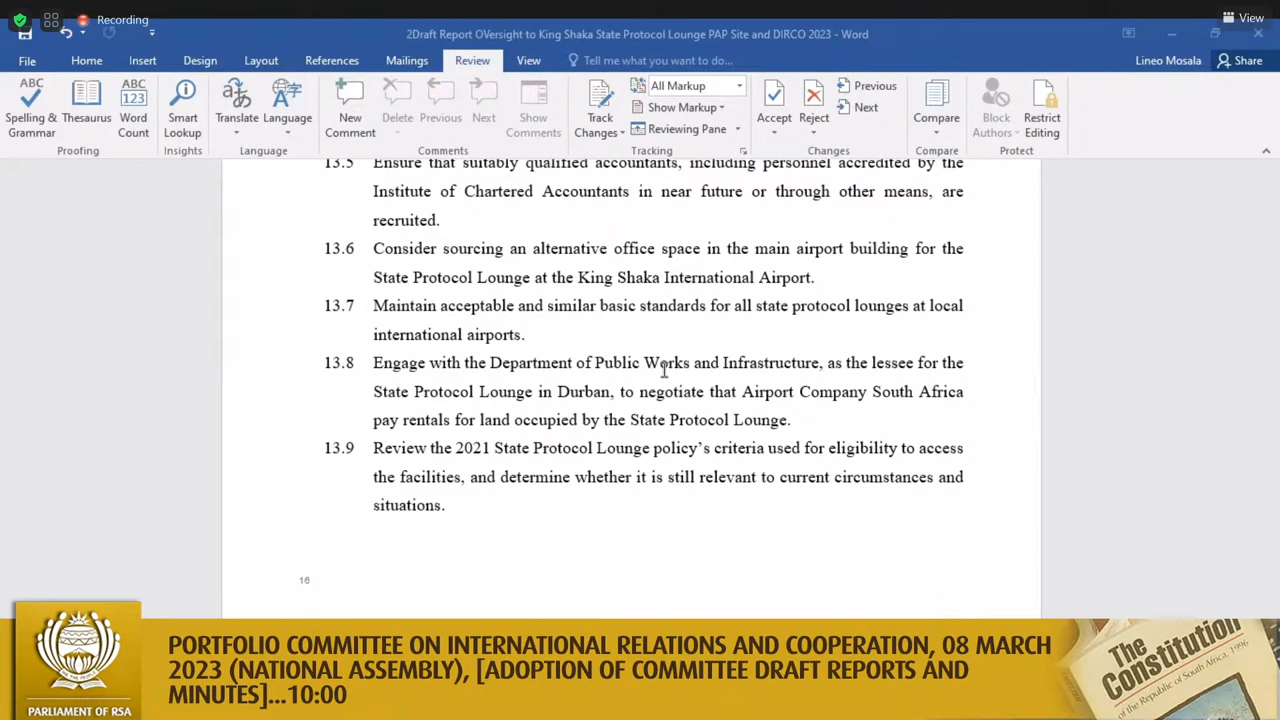 Recording
View
2Draft Report OVersight to King Shaka State Protocol Lounge PAP Site and DIRCO 2023 - Word
File Home Insert Design Layout References Mailings Review View Tell me what you want to do... Lineo Mosala Share
ABC
ABC
123
Spelling & Grammar
Thesaurus
Word Count
Smart Lookup
Translate
Language
New Comment
Delete
Previous
Next
Show Comments
Track Changes
All Markup
Show Markup
Reviewing Pane
Accept
Reject
Previous
Next
Compare
Block Authors
Restrict Editing
Proofing Insights Language Comments Tracking Changes Compare Protect
13.5 Ensure that suitably qualified accountants, including personnel accredited by the
Institute of Chartered Accountants in near future or through other means, are
recruited.
13.6 Consider sourcing an alternative office space in the main airport building for the
State Protocol Lounge at the King Shaka International Airport.
13.7 Maintain acceptable and similar basic standards for all state protocol lounges at local
international airports.
13.8 Engage with the Department of Public Works and Infrastructure, as the lessee for the
State Protocol Lounge in Durban, to negotiate that Airport Company South Africa
pay rentals for land occupied by the State Protocol Lounge.
13.9 Review the 2021 State Protocol Lounge policy's criteria used for eligibility to access
the facilities, and determine whether it is still relevant to current circumstances and
situations.
16
PORTFOLIO COMMITTEE ON INTERNATIONAL RELATIONS AND COOPERATION, 08 MARCH
2023 (NATIONAL ASSEMBLY), [ADOPTION OF COMMITTEE DRAFT REPORTS AND
MINUTES]...10:00
PARLIAMENT OF RSA
The
Constitution
of the Republic of South Africa, 1996